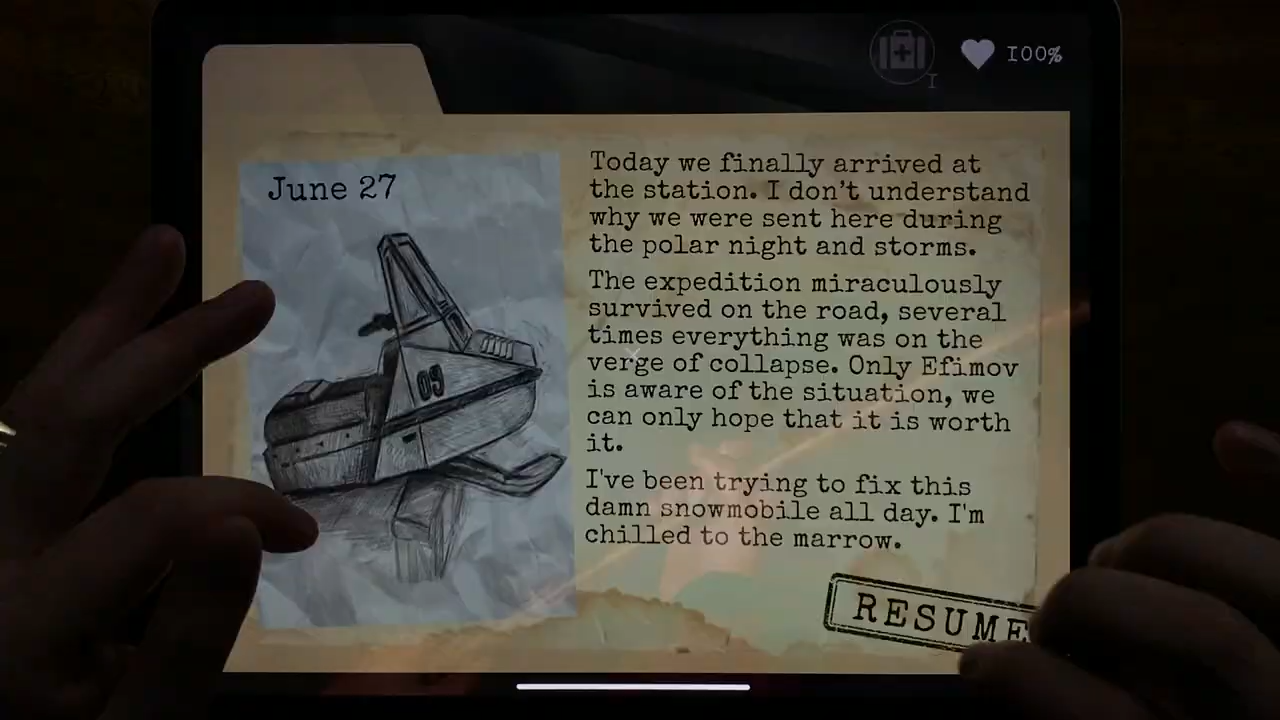 I
100%
June 27
09
Today we finally arrived at
the station. I don't understand
why we were sent here during
the polar night and storms.
The expedition miraculously
survived on the road, several
times everything was on the
verge of collapse. Only Efimov
is aware of the situation, we
can only hope that it is worth
it.
I've been trying to fix this
damn snowmobile all day. I'm
chilled to the marrow.
RESUME